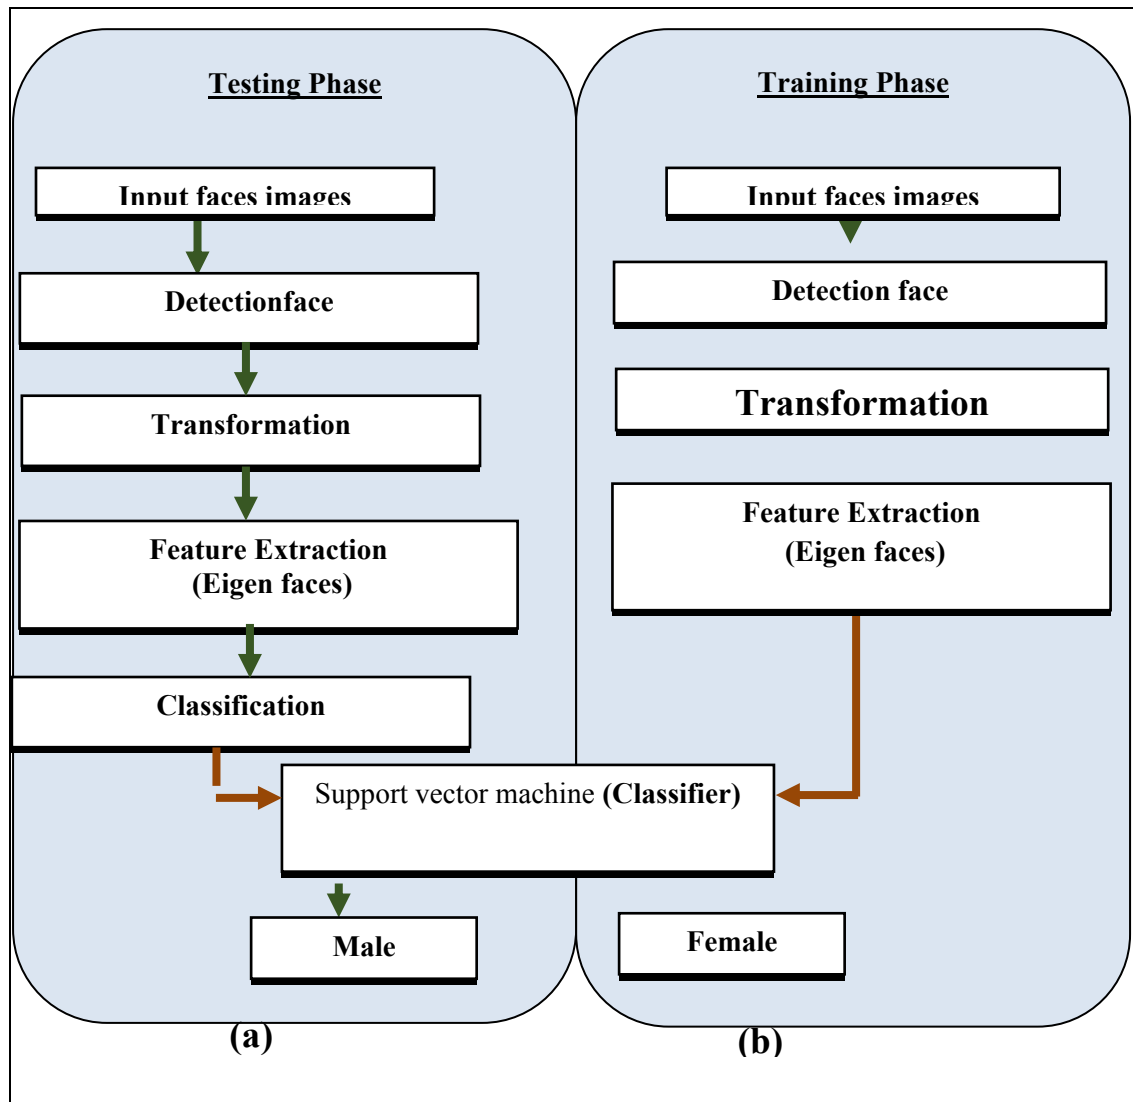 Testing Phase
Input faces images
Detectionface
Transformation
Feature Extraction
(Eigen faces)
Classification
Training Phase
Input faces images
Detection face
Transformation
Feature Extraction
(Eigen faces)
Support vector machine (Classifier)
Male
Female
(a)
(b)